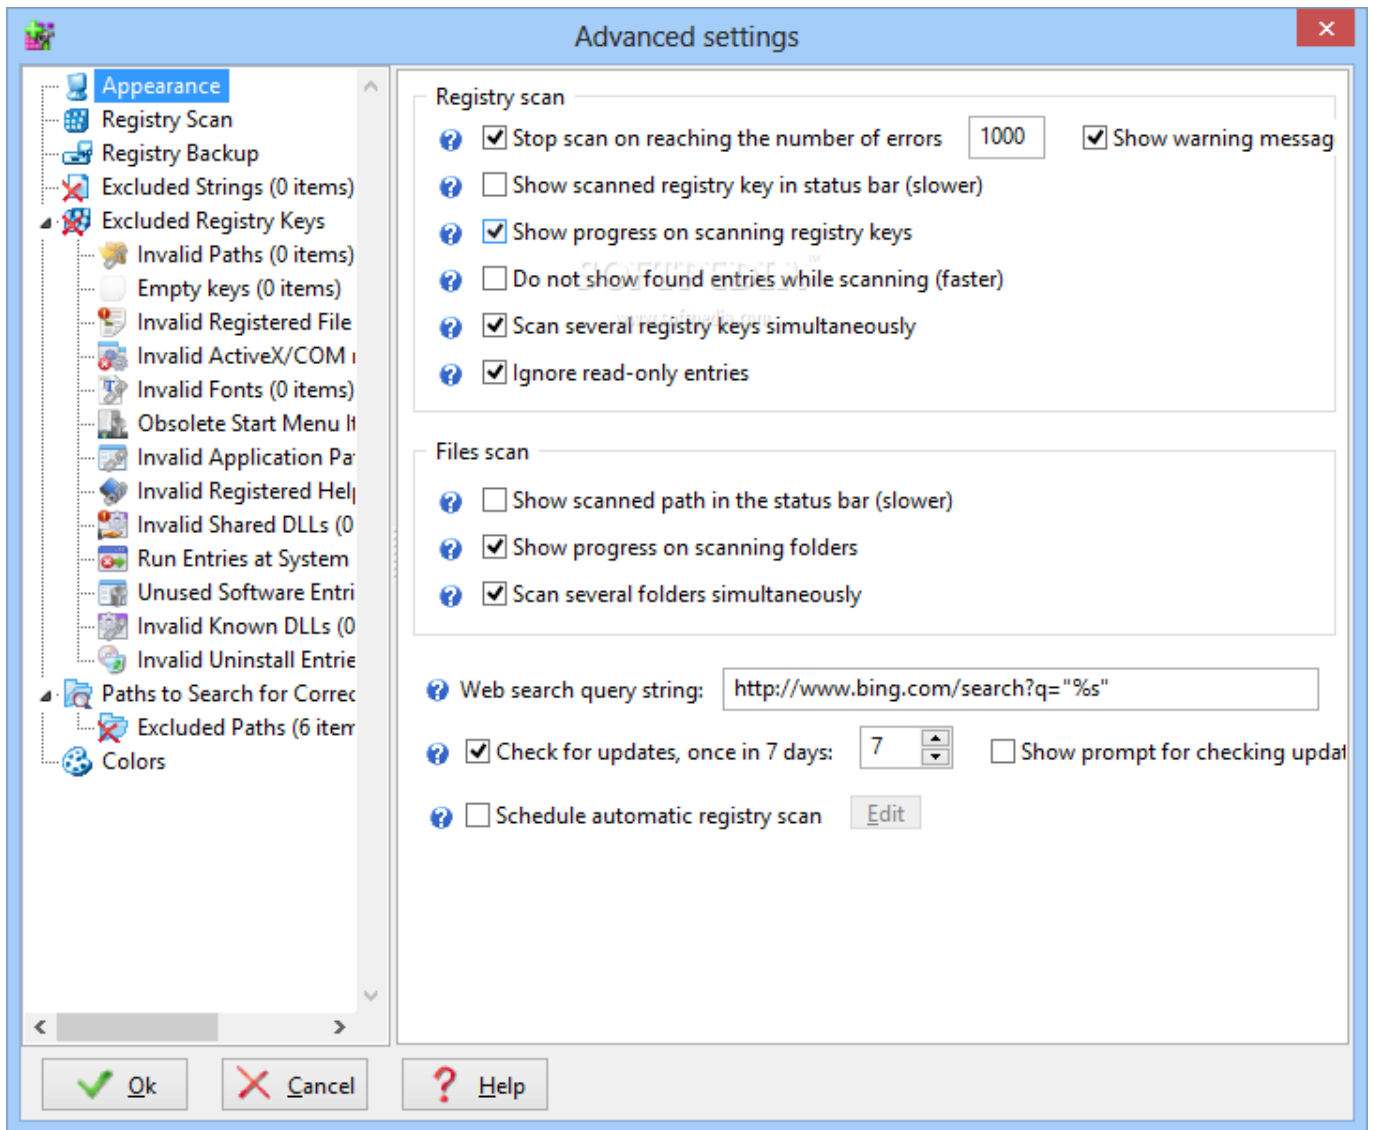 Advanced settings
Appearance
Registry Scan
Registry Backup
Excluded Strings (0 items)
Excluded Registry Keys
Invalid Paths (0 items)
Empty keys (0 items)
Invalid Registered File
Invalid ActiveX/COM
Invalid Fonts (0 items)
Obsolete Start Menu
Invalid Application
Invalid Registered
Invalid Shared DLLs (0
Run Entries at System
Unused Software
Invalid Known DLLs (0
Invalid Uninstall
Paths to Search for
Excluded Paths (6
Colors
Registry scan
Stop scan on reaching the number of errors 1000 Show warning messag
Show scanned registry key in status bar (slower)
Show progress on scanning registry keys
SOFTPEDIA™
Do not show found entries while scanning (faster)
www.softpedia.com
Scan several registry keys simultaneously
Ignore read-only entries
Files scan
Show scanned path in the status bar (slower)
Show progress on scanning folders
Scan several folders simultaneously
Web search query string: http://www.bing.com/search?q="%s"
Check for updates, once in 7 days: 7 Show prompt for checking updat
Schedule automatic registry scan Edit
Ok Cancel Help